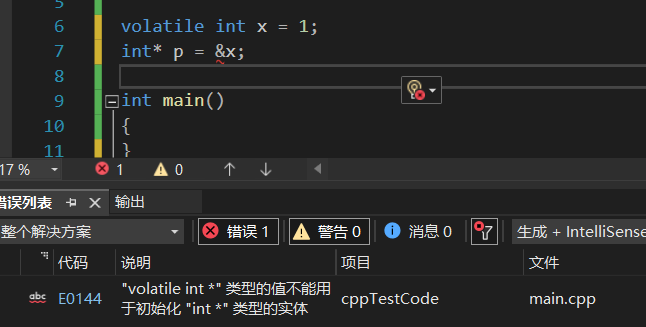 5
6 volatile int x = 1;
7 int* p = &x;
8
9 int main()
10 {
11 }
17 % 1 0
错误列表 输出
整个解决方案 错误 1 警告 0 消息 0 生成 + IntelliSense
代码 说明 项目 文件
abc E0144 "volatile int *" 类型的值不能用于初始化 "int *" 类型的实体 cppTestCode main.cpp